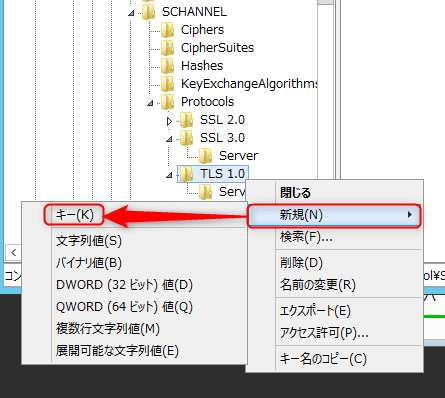 SCHANNEL
Ciphers
CipherSuites
Hashes
KeyExchangeAlgorithms
Protocols
SSL 2.0
SSL 3.0
Server
TLS 1.0
Serv
閉じる
新規(N)
検索(F)...
削除(D)
名前の変更(R)
エクスポート(E)
アクセス許可(P)...
キー名のコピー(C)
キー(K)
文字列値(S)
バイナリ値(B)
DWORD (32 ビット) 値(D)
QWORD (64 ビット) 値(Q)
複数行文字列値(M)
展開可能な文字列値(E)
コン
ol¥S